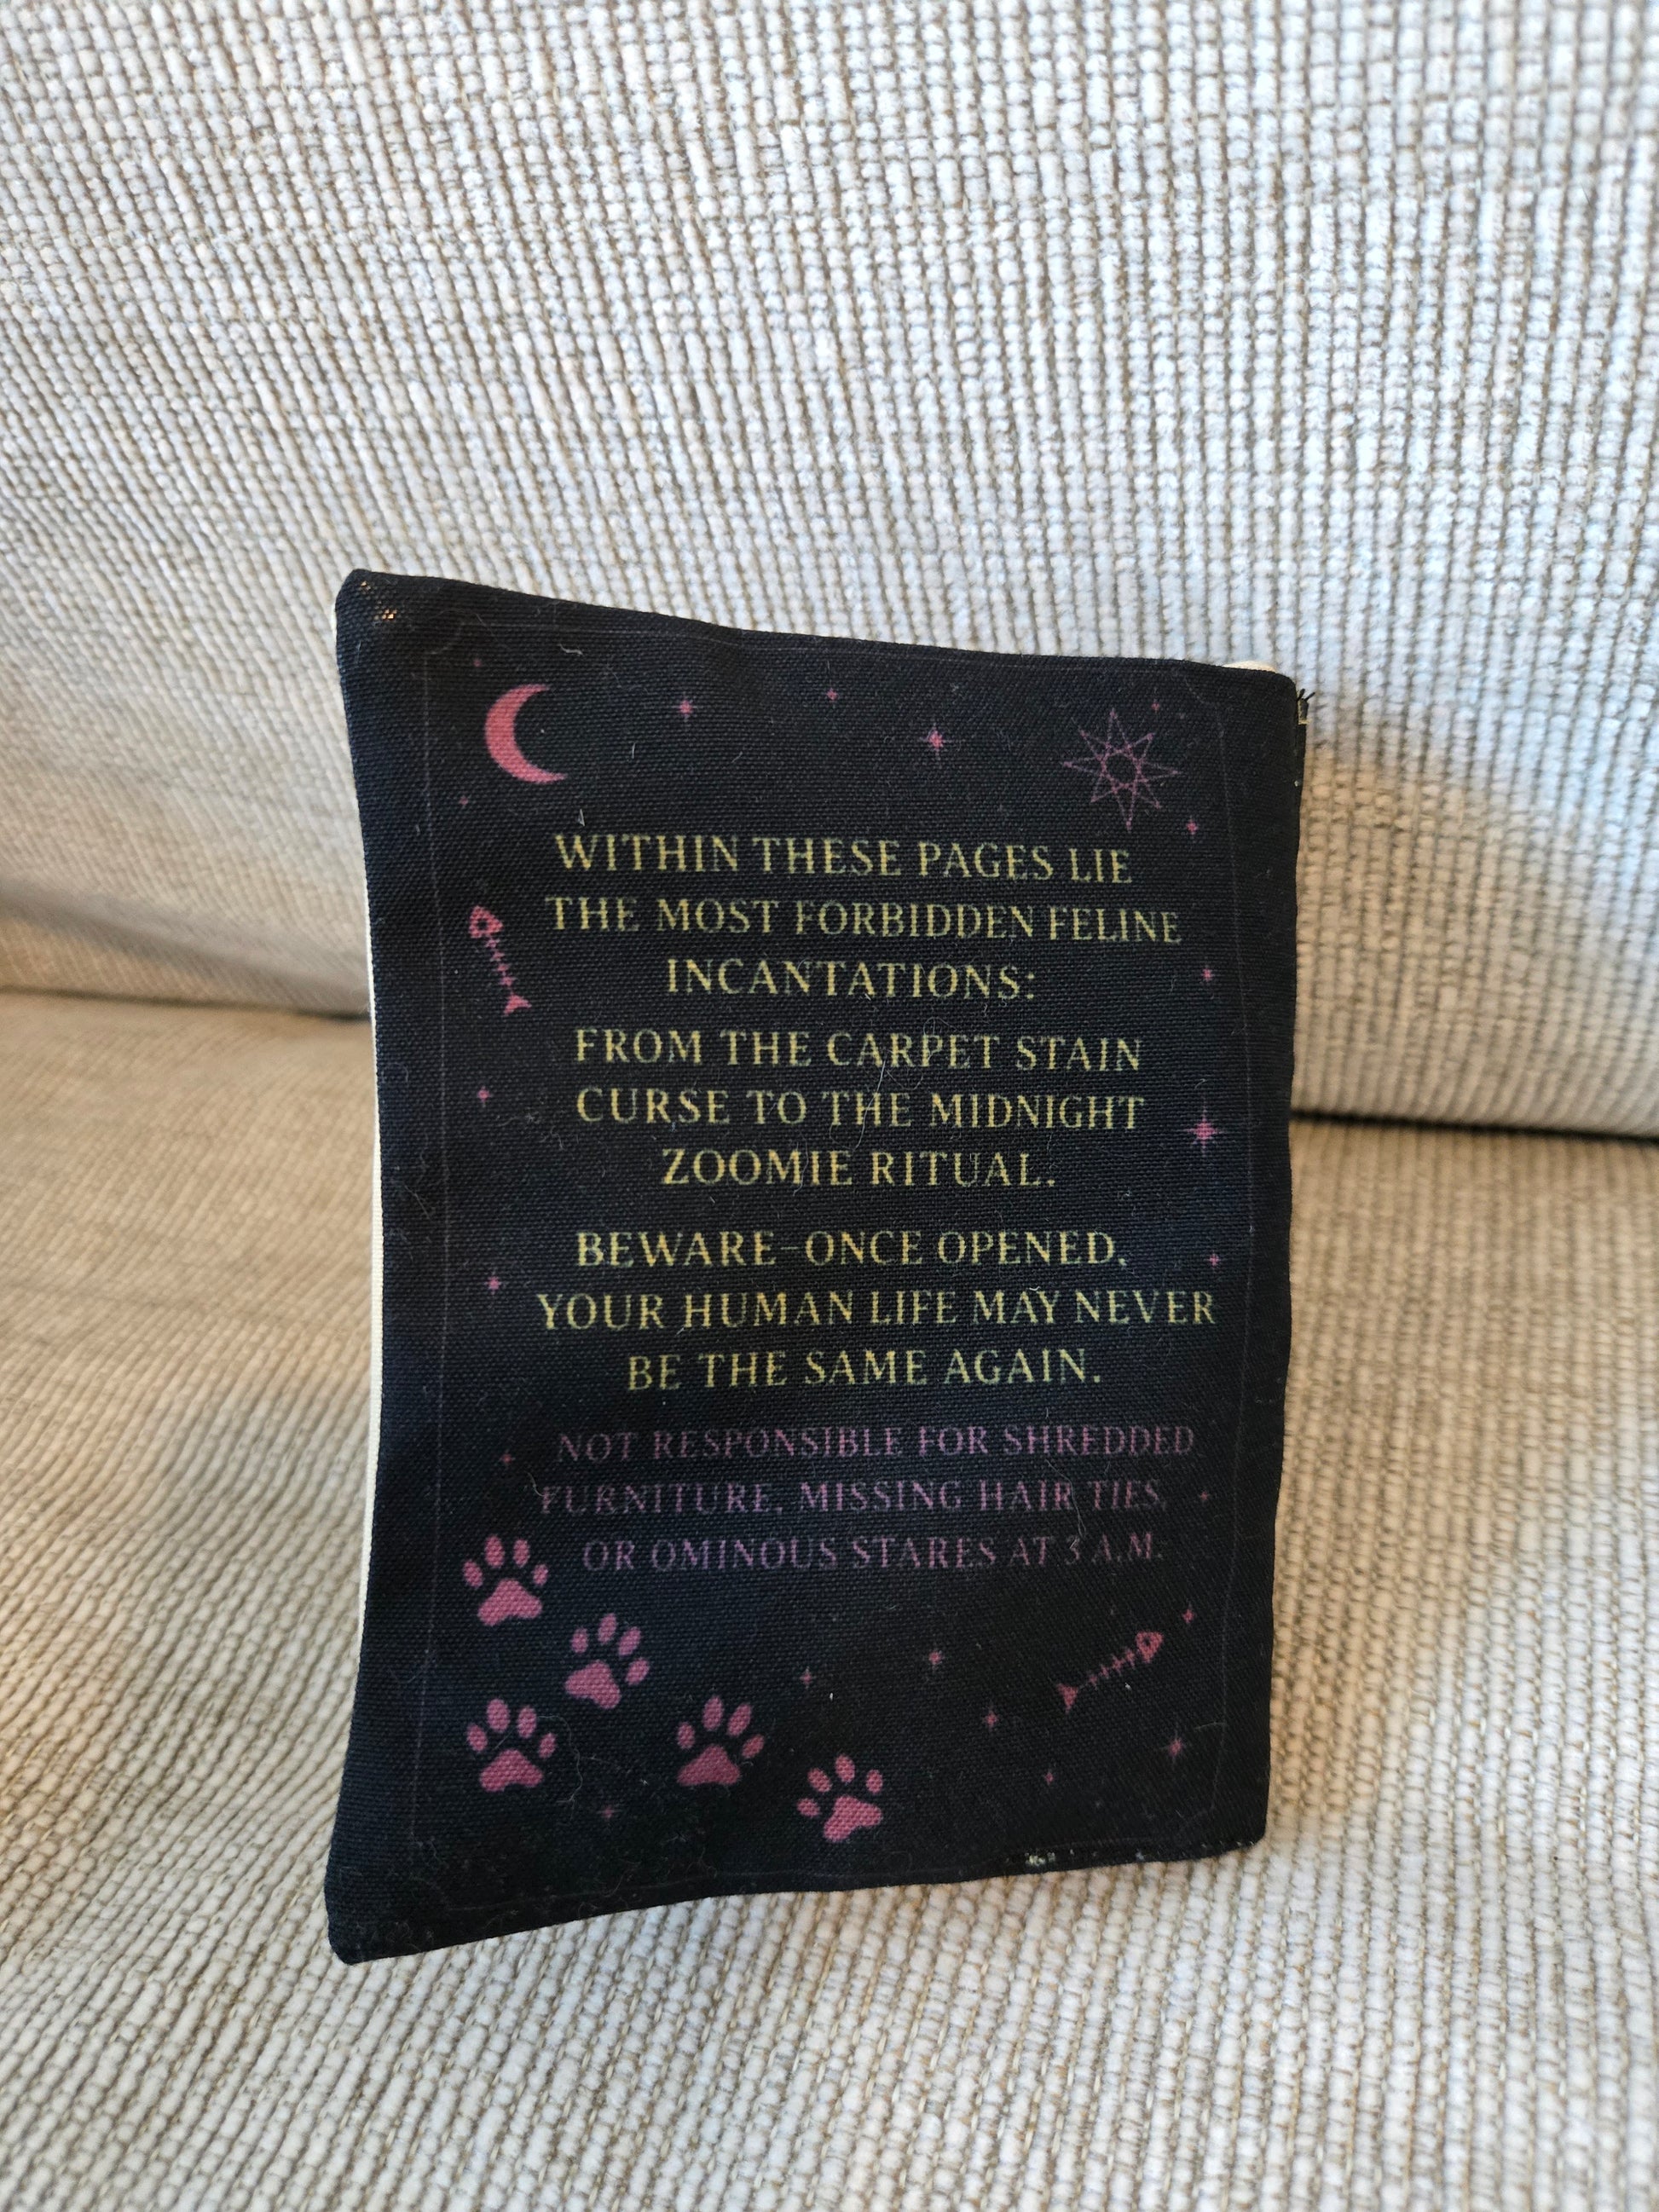 WITHIN THESE PAGES LIE
THE MOST FORBIDDEN FELINE
INCANTATIONS:
FROM THE CARPET STAIN
CURSE TO THE MIDNIGHT
ZOOMIE RITUAL.
BEWARE–ONCE OPENED,
YOUR HUMAN LIFE MAY NEVER
BE THE SAME AGAIN.
NOT RESPONSIBLE FOR SHREDDED
FURNITURE, MISSING HAIR TIES,
OR OMINOUS STARES AT 3 A.M.